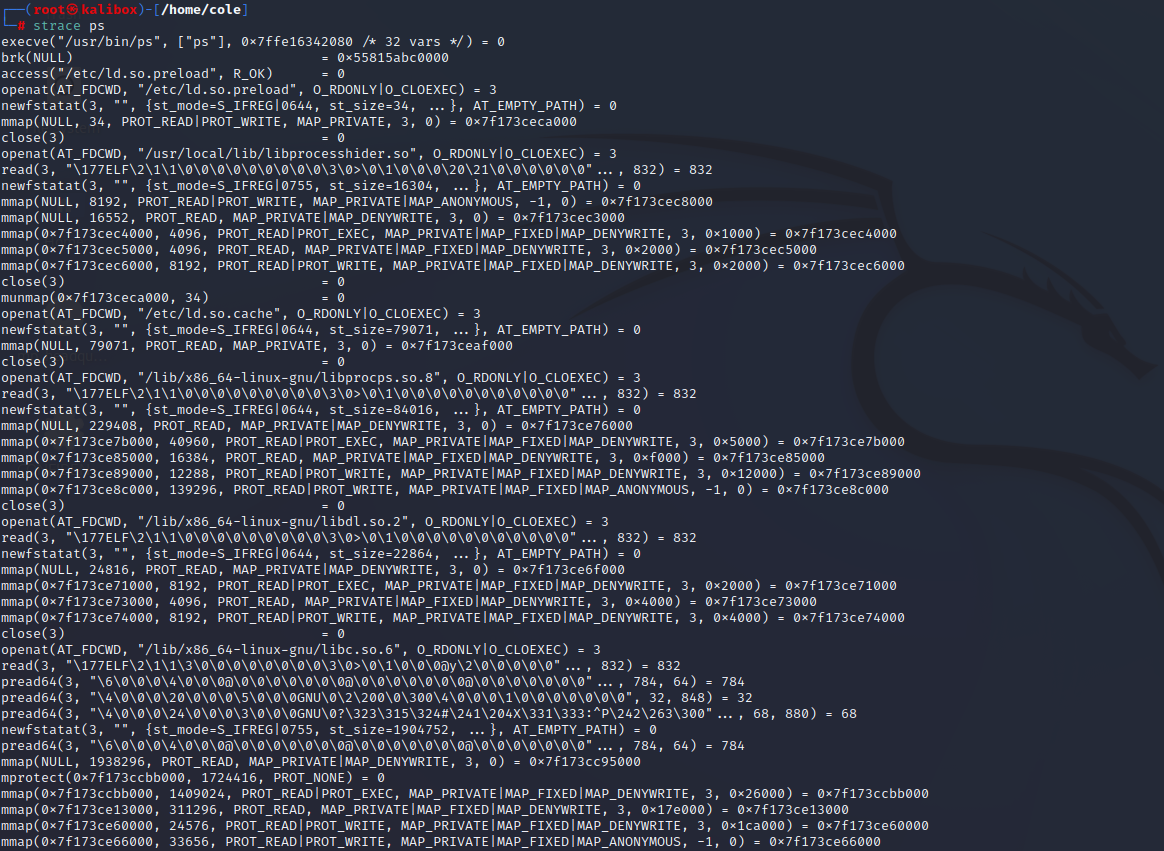 ┌──(root㉿kalibox)-[/home/cole]
└─# strace ps
execve("/usr/bin/ps", ["ps"], 0×7ffe16342080 /* 32 vars */) = 0
brk(NULL)                               = 0×55815abc0000
access("/etc/ld.so.preload", R_OK)      = 0
openat(AT_FDCWD, "/etc/ld.so.preload", O_RDONLY|O_CLOEXEC) = 3
newfstatat(3, "", {st_mode=S_IFREG|0644, st_size=34, ...}, AT_EMPTY_PATH) = 0
mmap(NULL, 34, PROT_READ|PROT_WRITE, MAP_PRIVATE, 3, 0) = 0×7f173ceca000
close(3)                                = 0
openat(AT_FDCWD, "/usr/local/lib/libprocesshider.so", O_RDONLY|O_CLOEXEC) = 3
read(3, "\177ELF\2\1\1\0\0\0\0\0\0\0\0\0\3\0>\0\1\0\0\0\20\21\0\0\0\0\0\0"..., 832) = 832
newfstatat(3, "", {st_mode=S_IFREG|0755, st_size=16304, ...}, AT_EMPTY_PATH) = 0
mmap(NULL, 8192, PROT_READ|PROT_WRITE, MAP_PRIVATE|MAP_ANONYMOUS, -1, 0) = 0×7f173cec8000
mmap(NULL, 16552, PROT_READ, MAP_PRIVATE|MAP_DENYWRITE, 3, 0) = 0×7f173cec3000
mmap(0×7f173cec4000, 4096, PROT_READ|PROT_EXEC, MAP_PRIVATE|MAP_FIXED|MAP_DENYWRITE, 3, 0×1000) = 0×7f173cec4000
mmap(0×7f173cec5000, 4096, PROT_READ, MAP_PRIVATE|MAP_FIXED|MAP_DENYWRITE, 3, 0×2000) = 0×7f173cec5000
mmap(0×7f173cec6000, 8192, PROT_READ|PROT_WRITE, MAP_PRIVATE|MAP_FIXED|MAP_DENYWRITE, 3, 0×2000) = 0×7f173cec6000
close(3)                                = 0
munmap(0×7f173ceca000, 34)              = 0
openat(AT_FDCWD, "/etc/ld.so.cache", O_RDONLY|O_CLOEXEC) = 3
newfstatat(3, "", {st_mode=S_IFREG|0644, st_size=79071, ...}, AT_EMPTY_PATH) = 0
mmap(NULL, 79071, PROT_READ, MAP_PRIVATE, 3, 0) = 0×7f173ceaf000
close(3)                                = 0
openat(AT_FDCWD, "/lib/x86_64-linux-gnu/libprocps.so.8", O_RDONLY|O_CLOEXEC) = 3
read(3, "\177ELF\2\1\1\0\0\0\0\0\0\0\0\0\3\0>\0\1\0\0\0\0\0\0\0\0\0\0\0"..., 832) = 832
newfstatat(3, "", {st_mode=S_IFREG|0644, st_size=84016, ...}, AT_EMPTY_PATH) = 0
mmap(NULL, 229408, PROT_READ, MAP_PRIVATE|MAP_DENYWRITE, 3, 0) = 0×7f173ce76000
mmap(0×7f173ce7b000, 40960, PROT_READ|PROT_EXEC, MAP_PRIVATE|MAP_FIXED|MAP_DENYWRITE, 3, 0×5000) = 0×7f173ce7b000
mmap(0×7f173ce85000, 16384, PROT_READ, MAP_PRIVATE|MAP_FIXED|MAP_DENYWRITE, 3, 0×f000) = 0×7f173ce85000
mmap(0×7f173ce89000, 12288, PROT_READ|PROT_WRITE, MAP_PRIVATE|MAP_FIXED|MAP_DENYWRITE, 3, 0×12000) = 0×7f173ce89000
mmap(0×7f173ce8c000, 139296, PROT_READ|PROT_WRITE, MAP_PRIVATE|MAP_FIXED|MAP_ANONYMOUS, -1, 0) = 0×7f173ce8c000
close(3)                                = 0
openat(AT_FDCWD, "/lib/x86_64-linux-gnu/libdl.so.2", O_RDONLY|O_CLOEXEC) = 3
read(3, "\177ELF\2\1\1\0\0\0\0\0\0\0\0\0\3\0>\0\1\0\0\0\0\0\0\0\0\0\0\0"..., 832) = 832
newfstatat(3, "", {st_mode=S_IFREG|0644, st_size=22864, ...}, AT_EMPTY_PATH) = 0
mmap(NULL, 24816, PROT_READ, MAP_PRIVATE|MAP_DENYWRITE, 3, 0) = 0×7f173ce6f000
mmap(0×7f173ce71000, 8192, PROT_READ|PROT_EXEC, MAP_PRIVATE|MAP_FIXED|MAP_DENYWRITE, 3, 0×2000) = 0×7f173ce71000
mmap(0×7f173ce73000, 4096, PROT_READ, MAP_PRIVATE|MAP_FIXED|MAP_DENYWRITE, 3, 0×4000) = 0×7f173ce73000
mmap(0×7f173ce74000, 8192, PROT_READ|PROT_WRITE, MAP_PRIVATE|MAP_FIXED|MAP_DENYWRITE, 3, 0×4000) = 0×7f173ce74000
close(3)                                = 0
openat(AT_FDCWD, "/lib/x86_64-linux-gnu/libc.so.6", O_RDONLY|O_CLOEXEC) = 3
read(3, "\177ELF\2\1\1\3\0\0\0\0\0\0\0\0\3\0>\0\1\0\0\0@y\2\0\0\0\0\0"..., 832) = 832
pread64(3, "\6\0\0\0\4\0\0\0@\0\0\0\0\0\0\0@\0\0\0\0\0\0\0@\0\0\0\0\0\0\0"..., 784, 64) = 784
pread64(3, "\4\0\0\0\20\0\0\0\5\0\0\0GNU\0\2\200\0\300\4\0\0\0\1\0\0\0\0\0\0\0", 32, 848) = 32
pread64(3, "\4\0\0\0\24\0\0\0\3\0\0\0GNU\0?\323\315\324#\241\204X\331\333:^P\242\263\300"..., 68, 880) = 68
newfstatat(3, "", {st_mode=S_IFREG|0755, st_size=1904752, ...}, AT_EMPTY_PATH) = 0
pread64(3, "\6\0\0\0\4\0\0\0@\0\0\0\0\0\0\0@\0\0\0\0\0\0\0@\0\0\0\0\0\0\0"..., 784, 64) = 784
mmap(NULL, 1938296, PROT_READ, MAP_PRIVATE|MAP_DENYWRITE, 3, 0) = 0×7f173cc95000
mprotect(0×7f173ccbb000, 1724416, PROT_NONE) = 0
mmap(0×7f173ccbb000, 1409024, PROT_READ|PROT_EXEC, MAP_PRIVATE|MAP_FIXED|MAP_DENYWRITE, 3, 0×26000) = 0×7f173ccbb000
mmap(0×7f173ce13000, 311296, PROT_READ, MAP_PRIVATE|MAP_FIXED|MAP_DENYWRITE, 3, 0×17e000) = 0×7f173ce13000
mmap(0×7f173ce60000, 24576, PROT_READ|PROT_WRITE, MAP_PRIVATE|MAP_FIXED|MAP_DENYWRITE, 3, 0×1ca000) = 0×7f173ce60000
mmap(0×7f173ce66000, 33656, PROT_READ|PROT_WRITE, MAP_PRIVATE|MAP_FIXED|MAP_ANONYMOUS, -1, 0) = 0×7f173ce66000